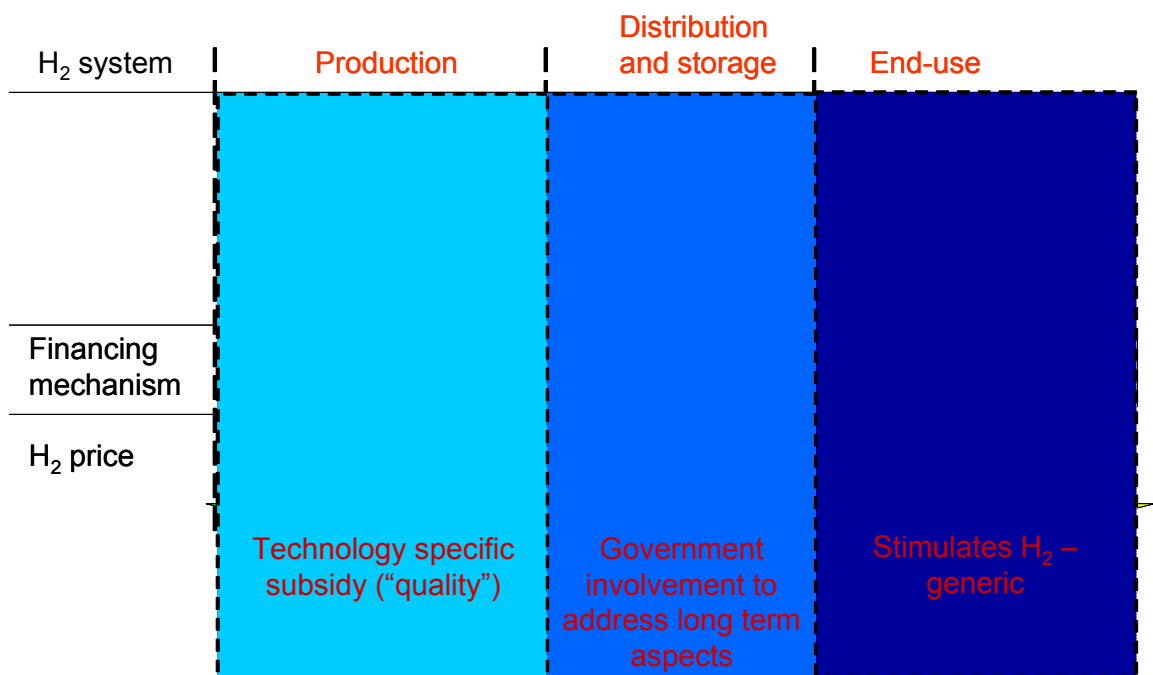 H₂ system
Production
Distribution
and storage
End-use
Financing
mechanism
H₂ price
Technology specific
subsidy (“quality”)
Government
involvement to
address long term
aspects
Stimulates H₂ –
generic